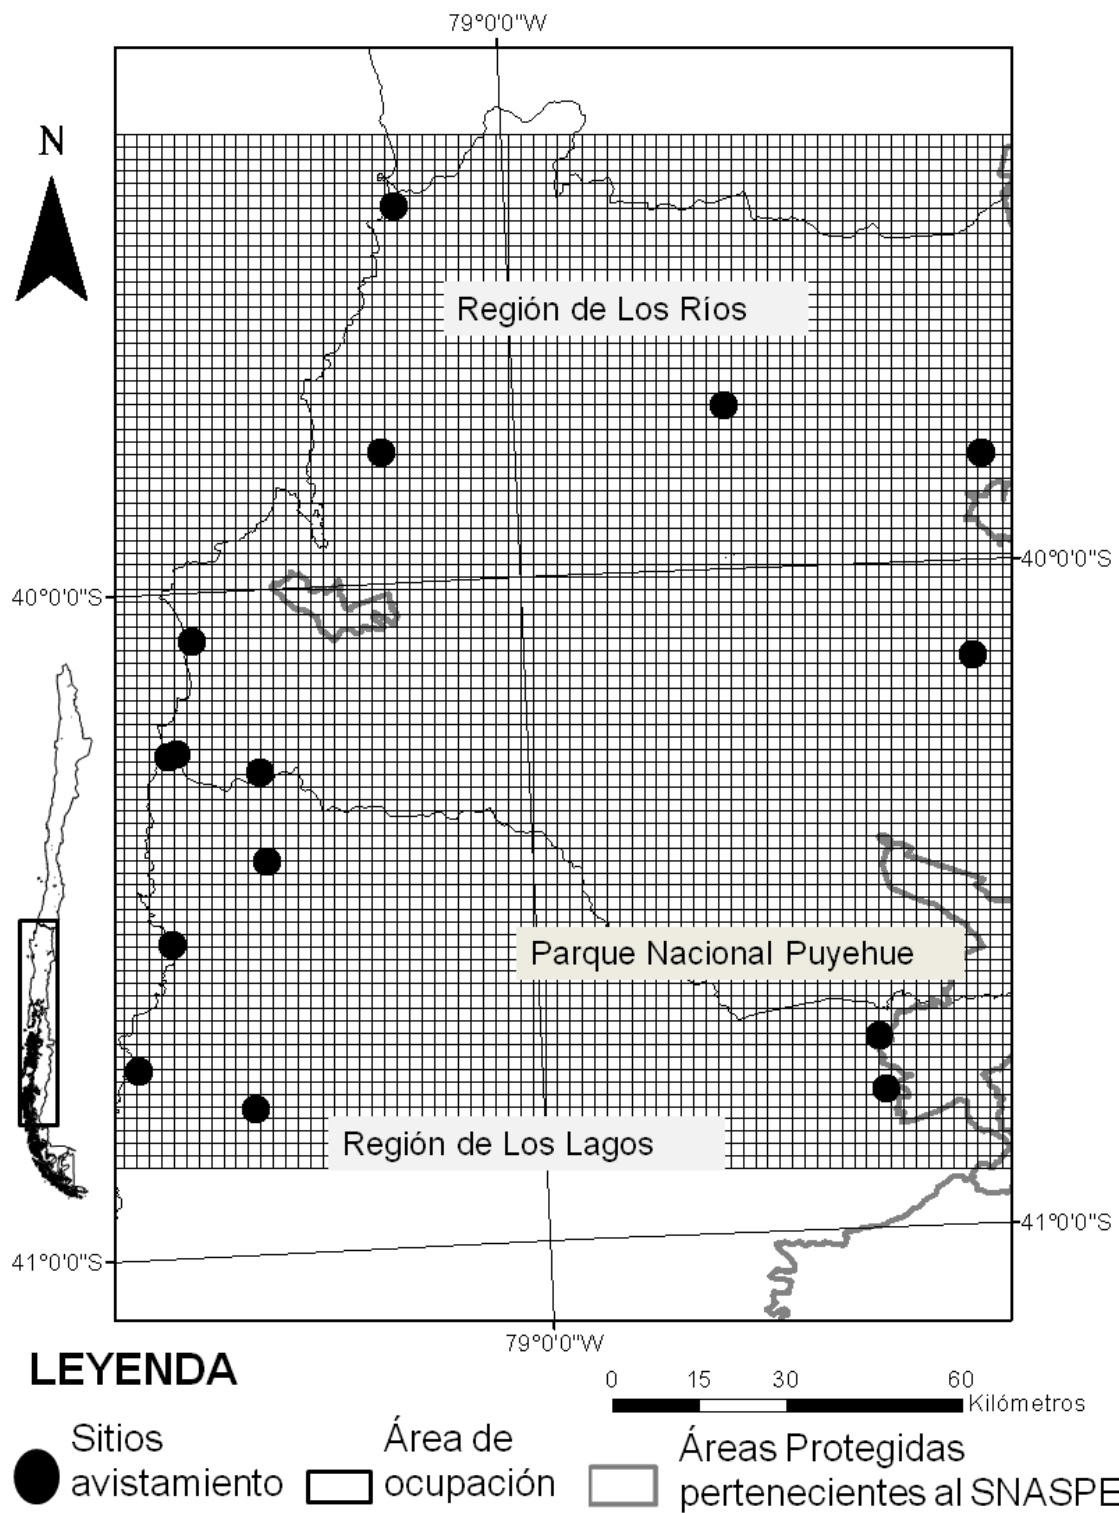 79°0'0"W
N
Región de Los Ríos
40°0'0"S
40°0'0"S
Parque Nacional Puyehue
Región de Los Lagos
41°0'0"S
41°0'0"S
79°0'0"W
LEYENDA
0 15 30 60
Kilómetros
Sitios
avistamiento
Área de
ocupación
Áreas Protegidas
pertenecientes al SNASPE